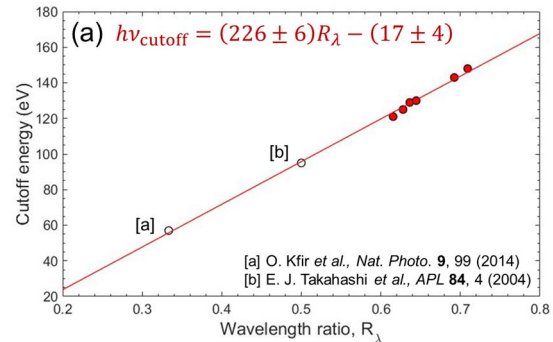 180
160
140
120
100
80
60
40
20
Cutoff energy (eV)
(a) hν_cutoff = (226 ± 6)R_λ − (17 ± 4)
[b]
[a]
[a] O. Kfir et al., Nat. Photo. 9, 99 (2014)
[b] E. J. Takahashi et al., APL 84, 4 (2004)
0.2 0.3 0.4 0.5 0.6 0.7 0.8
Wavelength ratio, R_λ